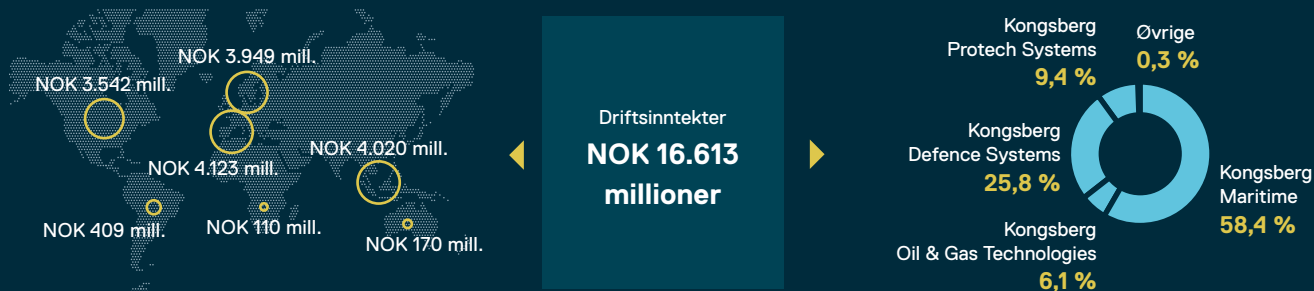 NOK 3.949 mill.
NOK 3.542 mill.
NOK 4.020 mill.
NOK 4.123 mill.
NOK 409 mill.
NOK 110 mill.
NOK 170 mill.
Driftsinntekter
NOK 16.613
millioner
Kongsberg
Protech Systems
9,4 %
Øvrige
0,3 %
Kongsberg
Defence Systems
25,8 %
Kongsberg
Maritime
58,4 %
Kongsberg
Oil & Gas Technologies
6,1 %